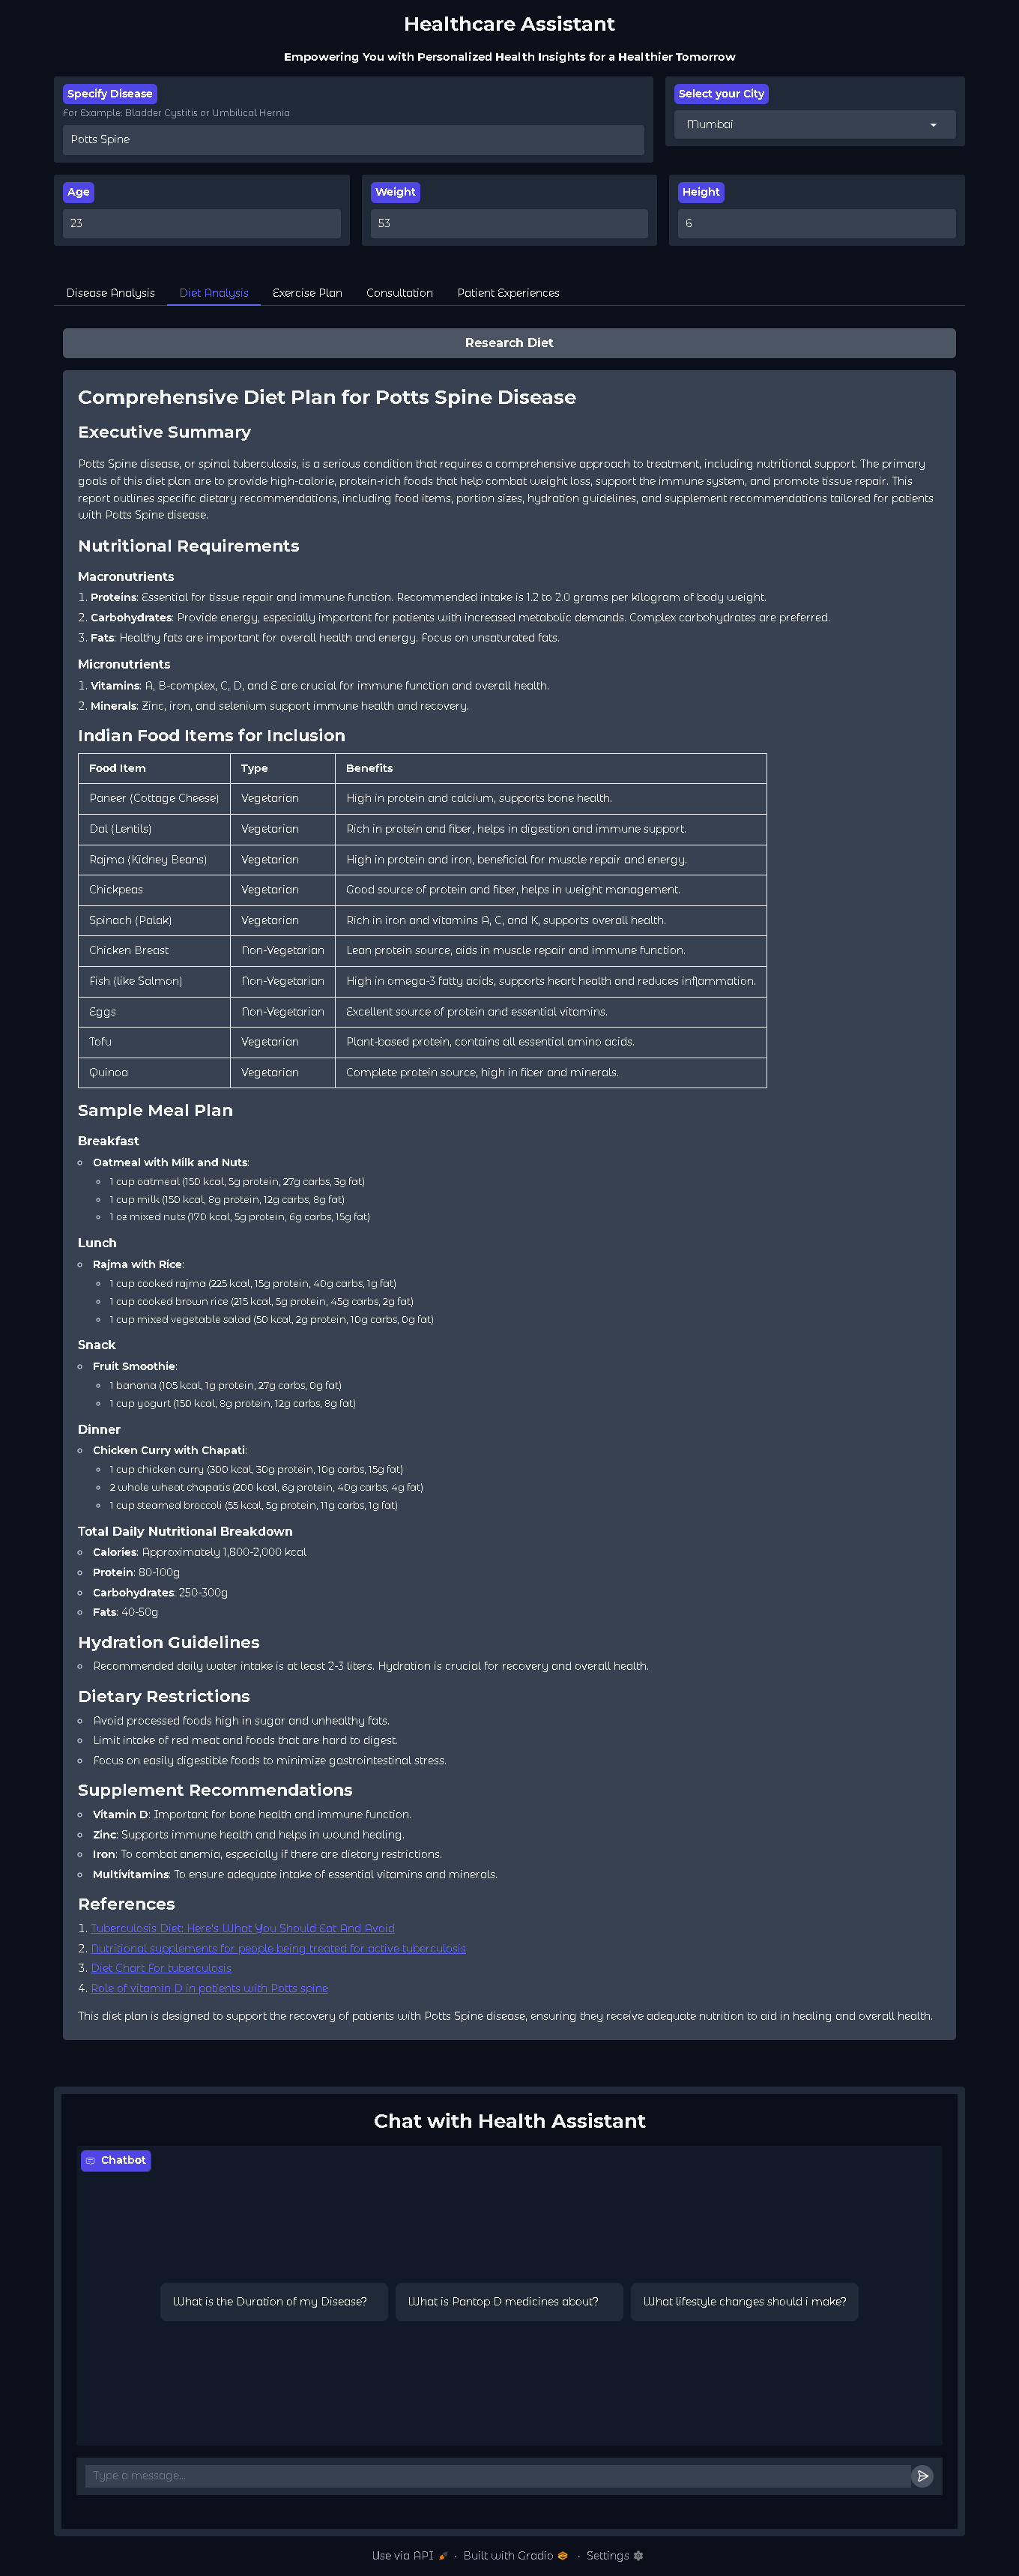 Healthcare Assistant
Empowering You with Personalized Health Insights for a Healthier Tomorrow
Specify Disease
For Example: Bladder Cystitis or Umbilical Hernia
Potts Spine
Select your City
Mumbai
Age
23
Weight
53
Height
6
Disease Analysis
Diet Analysis
Exercise Plan
Consultation
Patient Experiences
Research Diet
Comprehensive Diet Plan for Potts Spine Disease
Executive Summary
Potts Spine disease, or spinal tuberculosis, is a serious condition that requires a comprehensive approach to treatment, including nutritional support. The primary
goals of this diet plan are to provide high-calorie, protein-rich foods that help combat weight loss, support the immune system, and promote tissue repair. This
report outlines specific dietary recommendations, including food items, portion sizes, hydration guidelines, and supplement recommendations tailored for patients
with Potts Spine disease.
Nutritional Requirements
Macronutrients
1. Proteins: Essential for tissue repair and immune function. Recommended intake is 1.2 to 2.0 grams per kilogram of body weight.
2. Carbohydrates: Provide energy, especially important for patients with increased metabolic demands. Complex carbohydrates are preferred.
3. Fats: Healthy fats are important for overall health and energy. Focus on unsaturated fats.
Micronutrients
1. Vitamins: A, B-complex, C, D, and E are crucial for immune function and overall health.
2. Minerals: Zinc, iron, and selenium support immune health and recovery.
Indian Food Items for Inclusion
Food Item Type Benefits
Paneer (Cottage Cheese) Vegetarian High in protein and calcium, supports bone health.
Dal (Lentils) Vegetarian Rich in protein and fiber, helps in digestion and immune support.
Rajma (Kidney Beans) Vegetarian High in protein and iron, beneficial for muscle repair and energy.
Chickpeas Vegetarian Good source of protein and fiber, helps in weight management.
Spinach (Palak) Vegetarian Rich in iron and vitamins A, C, and K, supports overall health.
Chicken Breast Non-Vegetarian Lean protein source, aids in muscle repair and immune function.
Fish (like Salmon) Non-Vegetarian High in omega-3 fatty acids, supports heart health and reduces inflammation.
Eggs Non-Vegetarian Excellent source of protein and essential vitamins.
Tofu Vegetarian Plant-based protein, contains all essential amino acids.
Quinoa Vegetarian Complete protein source, high in fiber and minerals.
Sample Meal Plan
Breakfast
Oatmeal with Milk and Nuts:
1 cup oatmeal (150 kcal, 5g protein, 27g carbs, 3g fat)
1 cup milk (150 kcal, 8g protein, 12g carbs, 8g fat)
1 oz mixed nuts (170 kcal, 5g protein, 6g carbs, 15g fat)
Lunch
Rajma with Rice:
1 cup cooked rajma (225 kcal, 15g protein, 40g carbs, 1g fat)
1 cup cooked brown rice (215 kcal, 5g protein, 45g carbs, 2g fat)
1 cup mixed vegetable salad (50 kcal, 2g protein, 10g carbs, 0g fat)
Snack
Fruit Smoothie:
1 banana (105 kcal, 1g protein, 27g carbs, 0g fat)
1 cup yogurt (150 kcal, 8g protein, 12g carbs, 8g fat)
Dinner
Chicken Curry with Chapati:
1 cup chicken curry (300 kcal, 30g protein, 10g carbs, 15g fat)
2 whole wheat chapatis (200 kcal, 6g protein, 40g carbs, 4g fat)
1 cup steamed broccoli (55 kcal, 5g protein, 11g carbs, 1g fat)
Total Daily Nutritional Breakdown
Calories: Approximately 1,800-2,000 kcal
Protein: 80-100g
Carbohydrates: 250-300g
Fats: 40-50g
Hydration Guidelines
Recommended daily water intake is at least 2-3 liters. Hydration is crucial for recovery and overall health.
Dietary Restrictions
Avoid processed foods high in sugar and unhealthy fats.
Limit intake of red meat and foods that are hard to digest.
Focus on easily digestible foods to minimize gastrointestinal stress.
Supplement Recommendations
Vitamin D: Important for bone health and immune function.
Zinc: Supports immune health and helps in wound healing.
Iron: To combat anemia, especially if there are dietary restrictions.
Multivitamins: To ensure adequate intake of essential vitamins and minerals.
References
1. Tuberculosis Diet: Here's What You Should Eat And Avoid
2. Nutritional supplements for people being treated for active tuberculosis
3. Diet Chart For tuberculosis
4. Role of vitamin D in patients with Potts spine
This diet plan is designed to support the recovery of patients with Potts Spine disease, ensuring they receive adequate nutrition to aid in healing and overall health.
Chat with Health Assistant
Chatbot
What is the Duration of my Disease?
What is Pantop D medicines about?
What lifestyle changes should i make?
Type a message...
Use via API · Built with Gradio · Settings